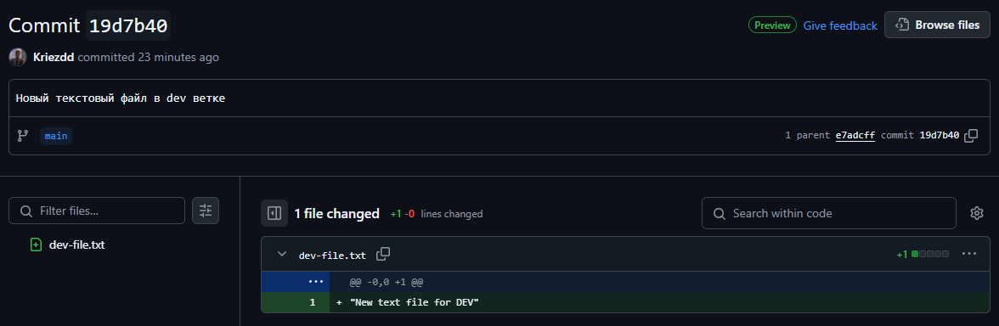 Commit 19d7b40
Preview Give feedback Browse files
Kriezdd committed 23 minutes ago
Новый текстовый файл в dev ветке
main
1 parent e7adcff commit 19d7b40
Filter files...
dev-file.txt
1 file changed +1 -0 lines changed
Search within code
dev-file.txt
+1
@@ -0,0 +1 @@
1 + "New text file for DEV"